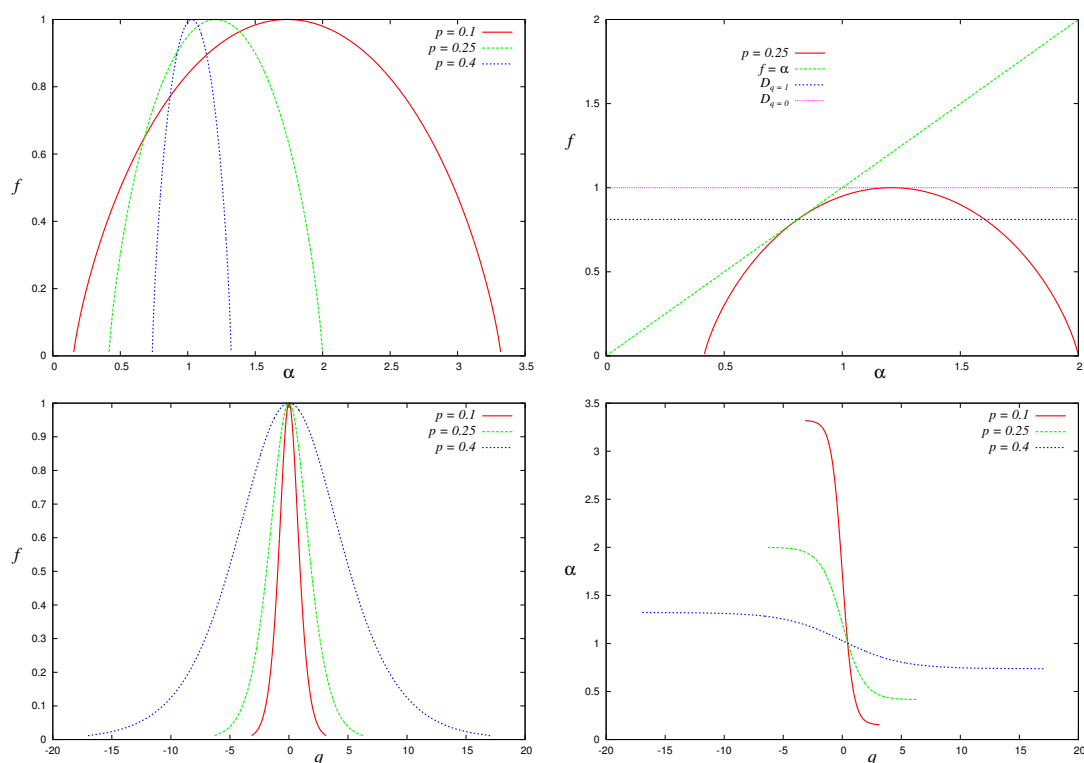 1
0.8
0.6
0.4
0.2
0
f
0 0.5 1 1.5 2 2.5 3 3.5
α
p = 0.1
p = 0.25
p = 0.4
2
1.5
1
0.5
0
f
0 0.5 1 1.5 2
α
p = 0.25
f = α
D q = 1
D q = 0
1
0.9
0.8
0.7
0.6
0.5
0.4
0.3
0.2
0.1
0
f
-20 -15 -10 -5 0 5 10 15 20
q
p = 0.1
p = 0.25
p = 0.4
3.5
3
2.5
2
1.5
1
0.5
0
α
-20 -15 -10 -5 0 5 10 15 20
q
p = 0.1
p = 0.25
p = 0.4